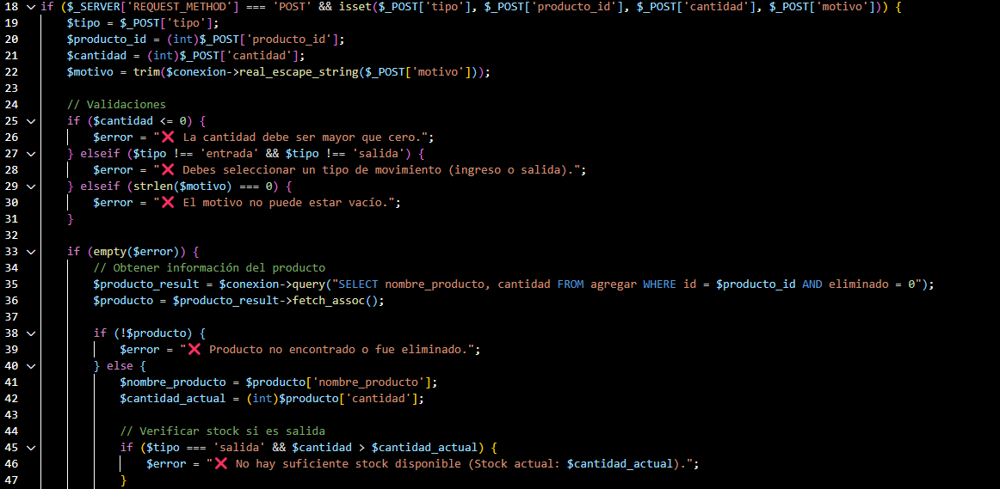 18 if ($_SERVER['REQUEST_METHOD'] === 'POST' && isset($_POST['tipo'], $_POST['producto_id'], $_POST['cantidad'], $_POST['motivo'])) {
19 $tipo = $_POST['tipo'];
20 $producto_id = (int)$_POST['producto_id'];
21 $cantidad = (int)$_POST['cantidad'];
22 $motivo = trim($conexion->real_escape_string($_POST['motivo']));
23
24 // Validaciones
25 if ($cantidad <= 0) {
26 $error = "❌ La cantidad debe ser mayor que cero.";
27 } elseif ($tipo !== 'entrada' && $tipo !== 'salida') {
28 $error = "❌ Debes seleccionar un tipo de movimiento (ingreso o salida).";
29 } elseif (strlen($motivo) === 0) {
30 $error = "❌ El motivo no puede estar vacío.";
31 }
32
33 if (empty($error)) {
34 // Obtener información del producto
35 $producto_result = $conexion->query("SELECT nombre_producto, cantidad FROM agregar WHERE id = $producto_id AND eliminado = 0");
36 $producto = $producto_result->fetch_assoc();
37
38 if (!$producto) {
39 $error = "❌ Producto no encontrado o fue eliminado.";
40 } else {
41 $nombre_producto = $producto['nombre_producto'];
42 $cantidad_actual = (int)$producto['cantidad'];
43
44 // Verificar stock si es salida
45 if ($tipo === 'salida' && $cantidad > $cantidad_actual) {
46 $error = "❌ No hay suficiente stock disponible (Stock actual: $cantidad_actual).";
47 }